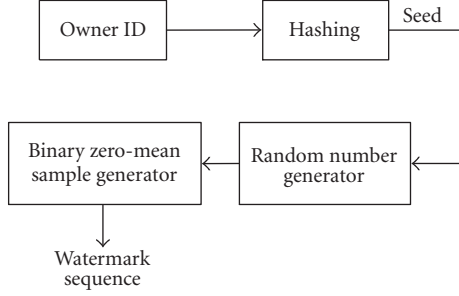 Owner ID
Hashing
Seed
Binary zero-mean
sample generator
Random number
generator
Watermark
sequence